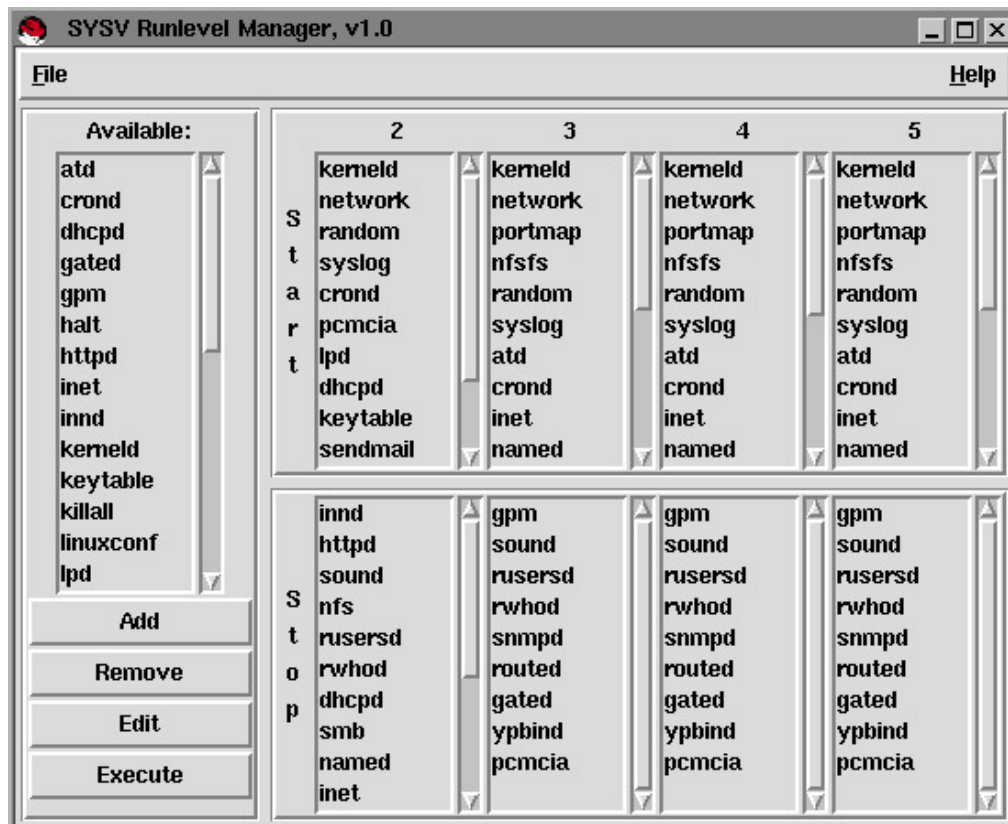 SYSV Runlevel Manager, v1.0
File Help
Available:
atd
crond
dhcpd
gated
gpm
halt
httpd
inet
innd
kerneld
keytable
killall
linuxconf
lpd
Add
Remove
Edit
Execute
Start
2
kerneld
network
random
syslog
crond
pcmcia
lpd
dhcpd
keytable
sendmail
3
kerneld
network
portmap
nfsfs
random
syslog
atd
crond
inet
named
4
kerneld
network
portmap
nfsfs
random
syslog
atd
crond
inet
named
5
kerneld
network
portmap
nfsfs
random
syslog
atd
crond
inet
named
Stop
innd
httpd
sound
nfs
rusersd
rwhod
dhcpd
smb
named
inet
gpm
sound
rusersd
rwhod
snmpd
routed
gated
ypbind
pcmcia
gpm
sound
rusersd
rwhod
snmpd
routed
gated
ypbind
pcmcia
gpm
sound
rusersd
rwhod
snmpd
routed
gated
ypbind
pcmcia